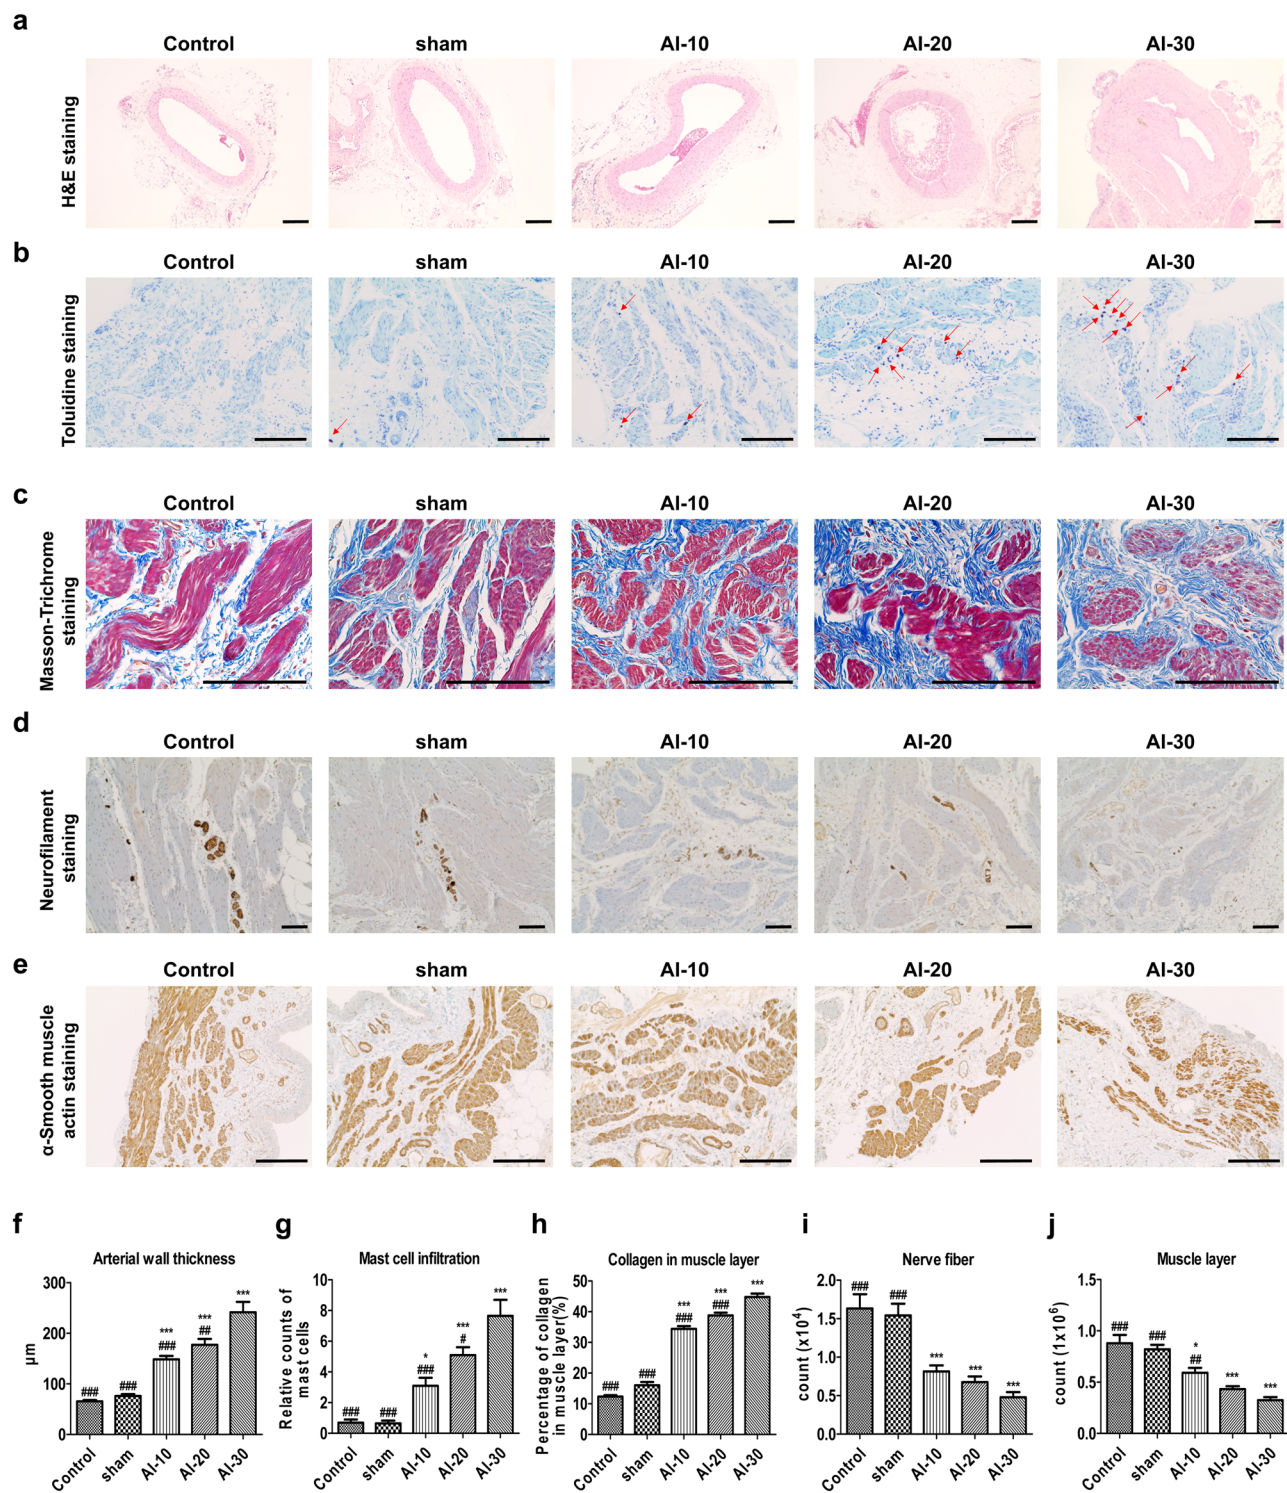 a
Control sham AI-10 AI-20 AI-30
H&E staining
b
Control sham AI-10 AI-20 AI-30
Toluidine staining
c
Control sham AI-10 AI-20 AI-30
Masson-Trichrome
staining
d
Control sham AI-10 AI-20 AI-30
Neurofilament
staining
e
Control sham AI-10 AI-20 AI-30
α-Smooth muscle
actin staining
f
Arterial wall thickness
µm
300
200
100
0
###
###
***
###
***
##
***
Control sham AI-10 AI-20 AI-30
g
Mast cell infiltration
Relative counts of
mast cells
10
8
6
4
2
0
###
###
*
###
***
#
***
Control sham AI-10 AI-20 AI-30
h
Collagen in muscle layer
Percentage of collagen
in muscle layer(%)
50
40
30
20
10
0
###
###
***
###
***
###
***
Control sham AI-10 AI-20 AI-30
i
Nerve fiber
count (x10⁴)
2.0
1.5
1.0
0.5
0.0
###
###
***
***
***
Control sham AI-10 AI-20 AI-30
j
Muscle layer
count (1x10⁶)
1.5
1.0
0.5
0.0
###
###
*
##
***
***
Control sham AI-10 AI-20 AI-30